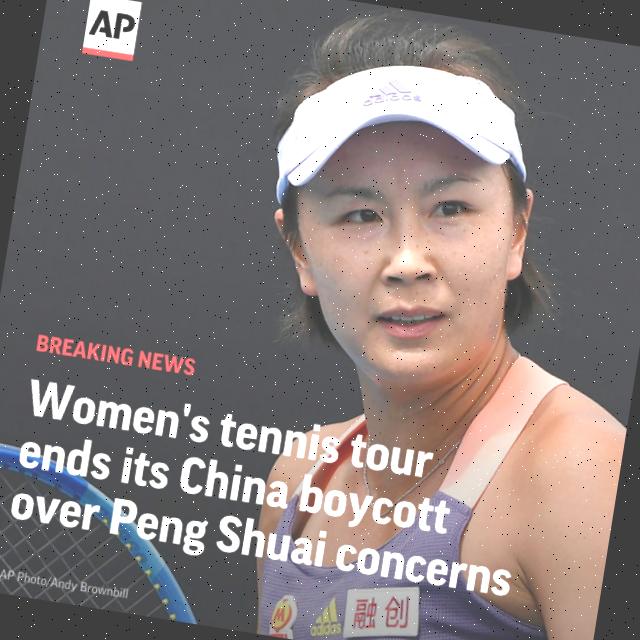 AP
adidas
BREAKING NEWS
Women's tennis tour
ends its China boycott
over Peng Shuai concerns
AP Photo/Andy Brownbill
adidas
融创